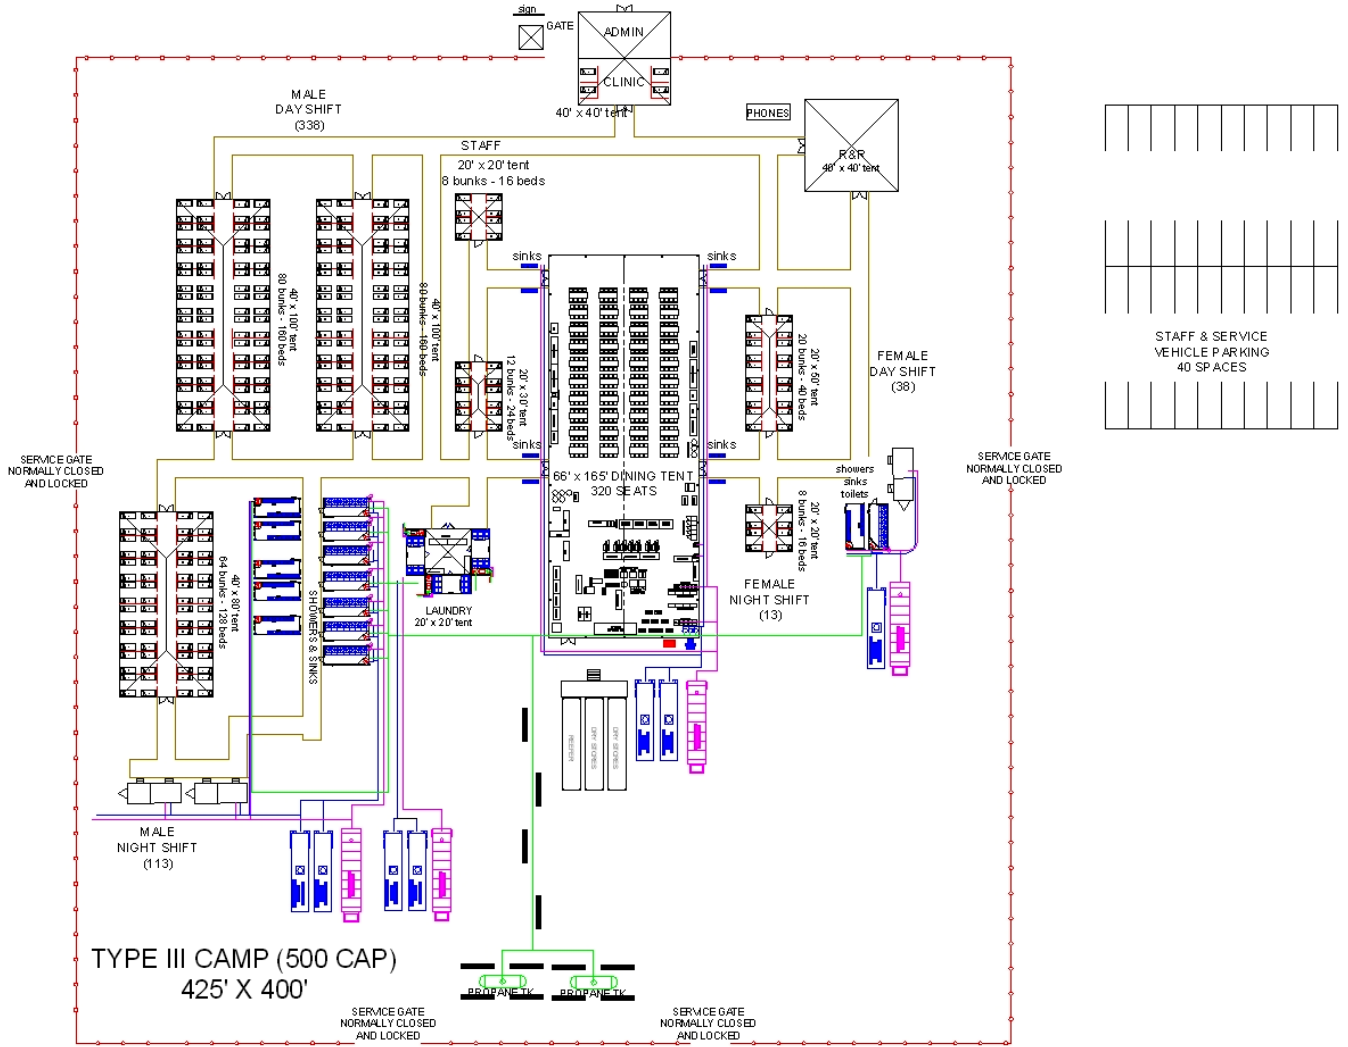 sign
GATE
ADMIN
CLINIC
40' x 40' tent
PHONES
R&R
40' x 40' tent
MALE
DAY SHIFT
(338)
STAFF
20' x 20' tent
8 bunks - 16 beds
sinks
sinks
40' x 100' tent
80 bunks - 160 beds
40' x 100' tent
80 bunks - 160 beds
20' x 30' tent
12 bunks - 24 beds
20' x 50' tent
20 bunks - 40 beds
FEMALE
DAY SHIFT
(38)
STAFF & SERVICE
VEHICLE PARKING
40 SPACES
sinks
sinks
SERVICE GATE
NORMALLY CLOSED
AND LOCKED
SERVICE GATE
NORMALLY CLOSED
AND LOCKED
66' x 165' DINING TENT
320 SEATS
showers
sinks
toilets
20' x 20' tent
8 bunks - 16 beds
40' x 80' tent
64 bunks - 128 beds
SHOWERS & SINKS
LAUNDRY
20' x 20' tent
FEMALE
NIGHT SHIFT
(13)
REEFER
DRY STORES
DRY STORES
MALE
NIGHT SHIFT
(113)
TYPE III CAMP (500 CAP)
425' X 400'
PROPANE TK
PROPANE TK
SERVICE GATE
NORMALLY CLOSED
AND LOCKED
SERVICE GATE
NORMALLY CLOSED
AND LOCKED